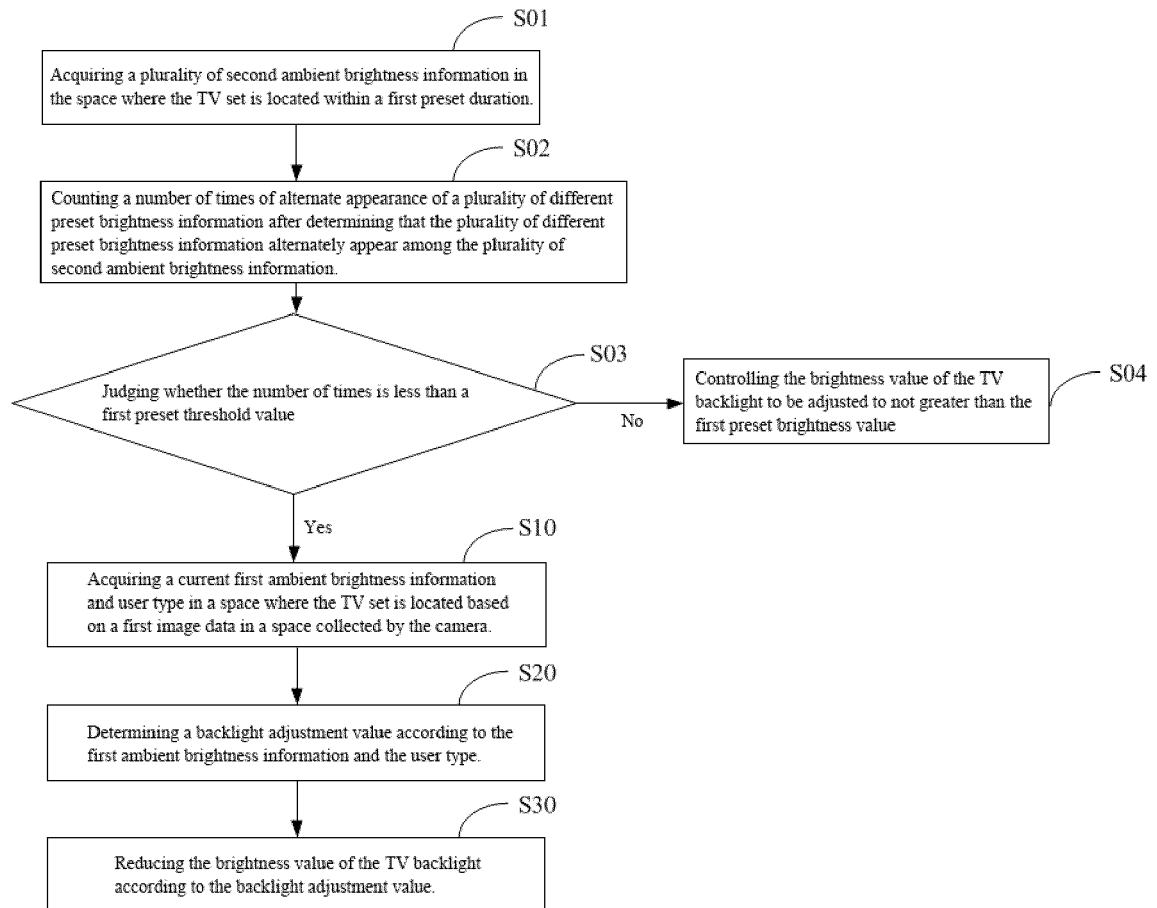 S01
Acquiring a plurality of second ambient brightness information in
the space where the TV set is located within a first preset duration.
S02
Counting a number of times of alternate appearance of a plurality of different
preset brightness information after determining that the plurality of different
preset brightness information alternately appear among the plurality of
second ambient brightness information.
S03
Judging whether the number of times is less than a
first preset threshold value
No
S04
Controlling the brightness value of the TV
backlight to be adjusted to not greater than the
first preset brightness value
Yes
S10
Acquiring a current first ambient brightness information
and user type in a space where the TV set is located based
on a first image data in a space collected by the camera.
S20
Determining a backlight adjustment value according to the
first ambient brightness information and the user type.
S30
Reducing the brightness value of the TV backlight
according to the backlight adjustment value.